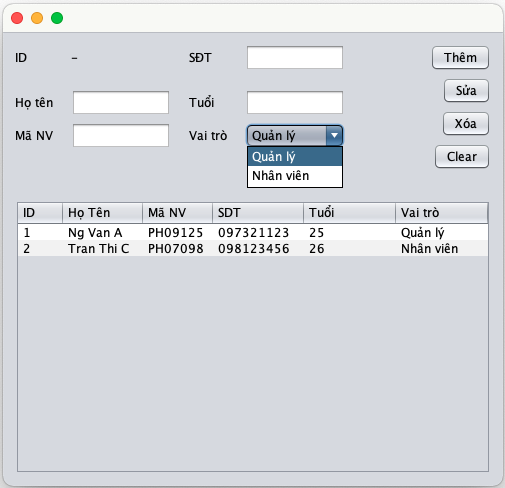 ID - SĐT Thêm
Sửa
Họ tên Tuổi
Xóa
Mã NV Vai trò Quản lý
Quản lý Clear
Nhân viên
ID Họ Tên Mã NV SDT Tuổi Vai trò
1 Ng Van A PH09125 097321123 25 Quản lý
2 Tran Thi C PH07098 098123456 26 Nhân viên